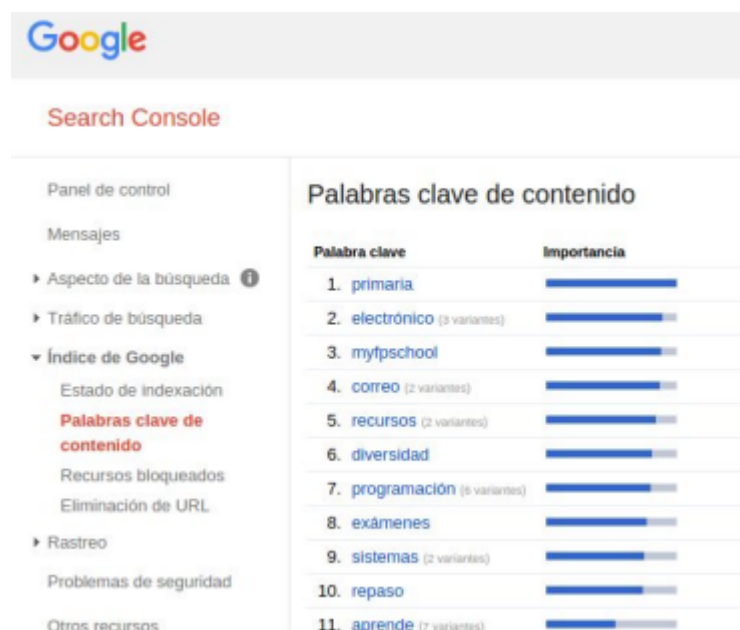 Google
Search Console
Panel de control
Mensajes
Aspecto de la búsqueda
Tráfico de búsqueda
Índice de Google
Estado de indexación
Palabras clave de
contenido
Recursos bloqueados
Eliminación de URL
Rastreo
Problemas de seguridad
Otros recursos
Palabras clave de contenido
Palabra clave Importancia
1. primaria
2. electrónico (3 variantes)
3. myfpschool
4. correo (2 variantes)
5. recursos (2 variantes)
6. diversidad
7. programación (6 variantes)
8. exámenes
9. sistemas (2 variantes)
10. repaso
11. aprende (7 variantes)